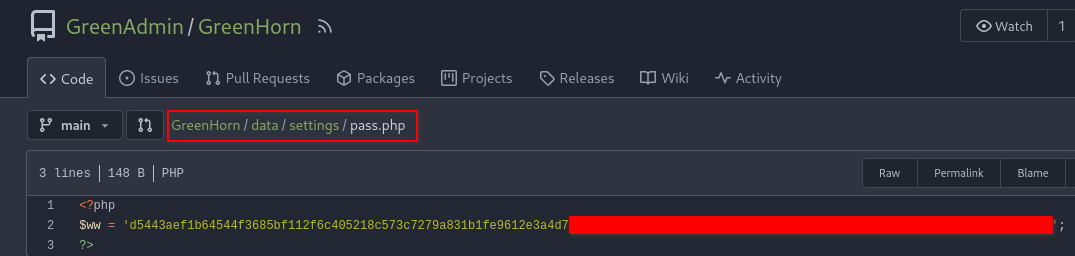 GreenAdmin / GreenHorn
Watch 1
Code Issues Pull Requests Packages Projects Releases Wiki Activity
main GreenHorn / data / settings / pass.php
3 lines 148 B PHP Raw Permalink Blame
1 <?php
2 $ww = 'd5443aef1b64544f3685bf112f6c405218c573c7279a831b1fe9612e3a4d7 ';
3 ?>